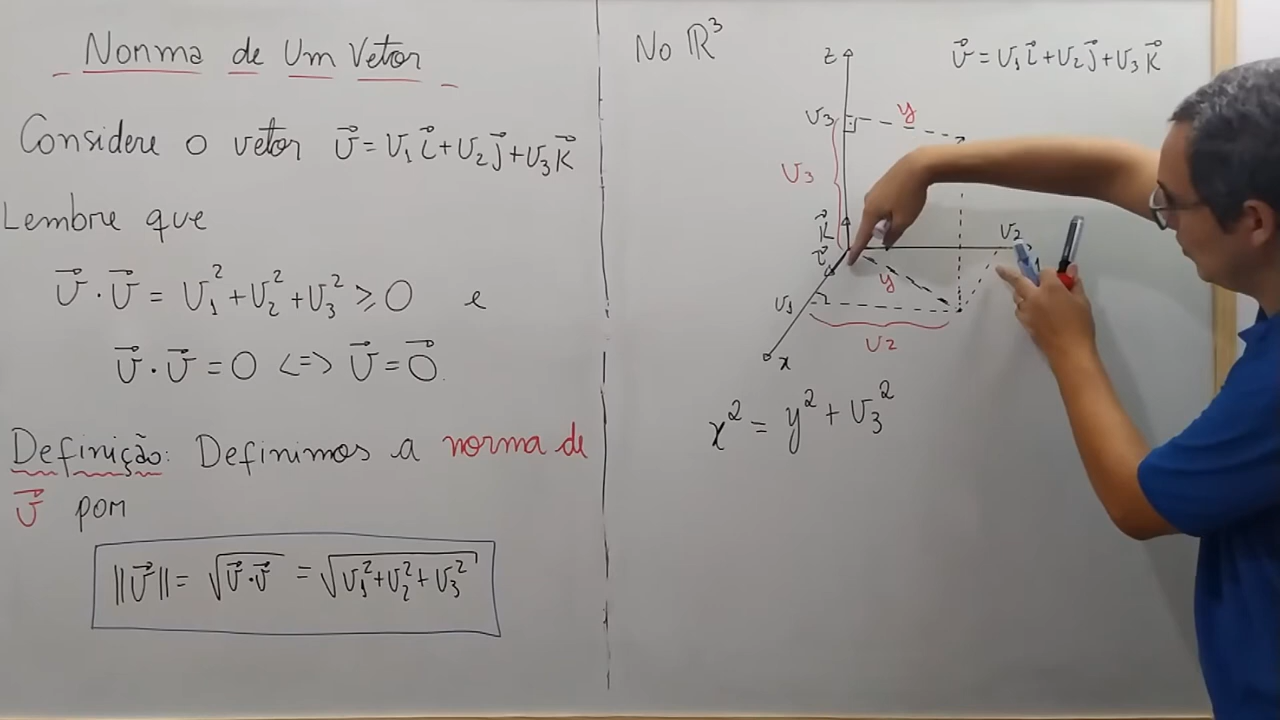 Norma de Um Vetor
Considere o vetor v⃗ = v₁i⃗ + v₂j⃗ + v₃k⃗
Lembre que
v⃗ · v⃗ = v₁² + v₂² + v₃² ⩾ 0 e
v⃗ · v⃗ = 0 <=> v⃗ = 0⃗.
Definição: Definimos a norma de
v⃗ por
||v⃗|| = √(v⃗ · v⃗) = √(v₁² + v₂² + v₃²)
No ℝ³
v⃗ = v₁i⃗ + v₂j⃗ + v₃k⃗
z
v₃
y
v₃
k⃗
i⃗
v₂
y
v₁
v₂
x
x² = y² + v₃²